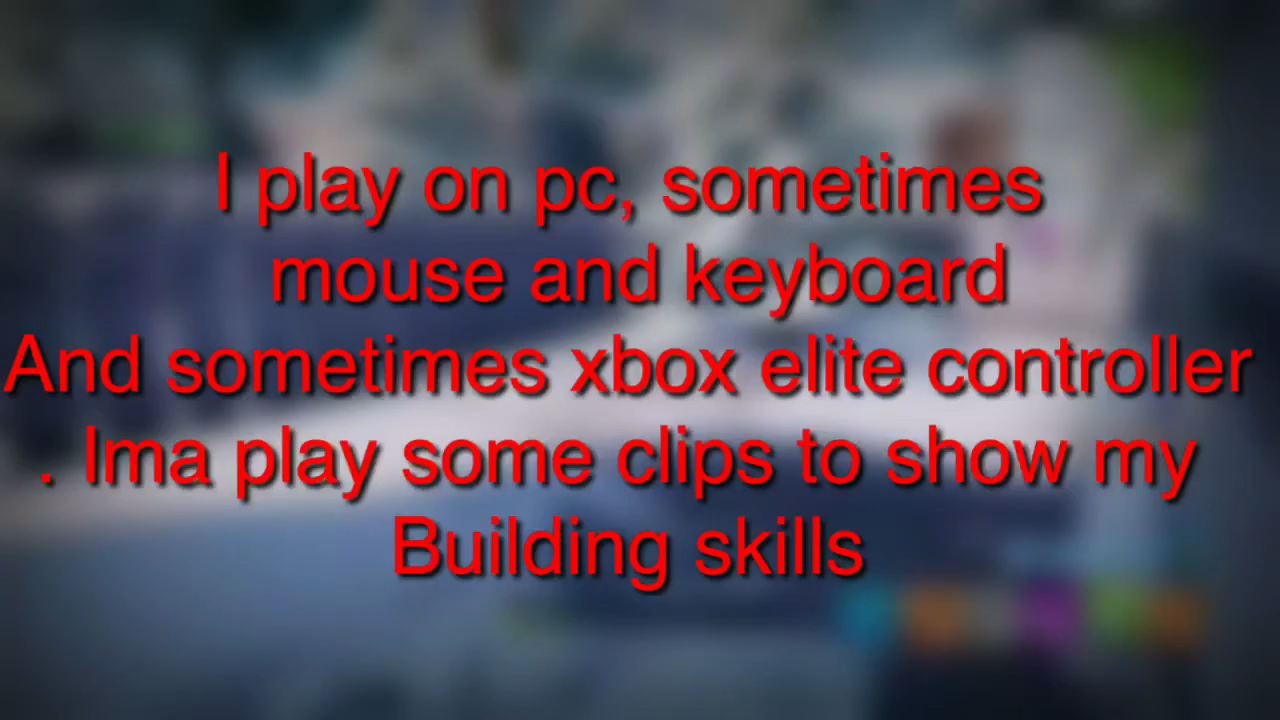 I play on pc, sometimes
mouse and keyboard
And sometimes xbox elite controller
. Ima play some clips to show my
Building skills